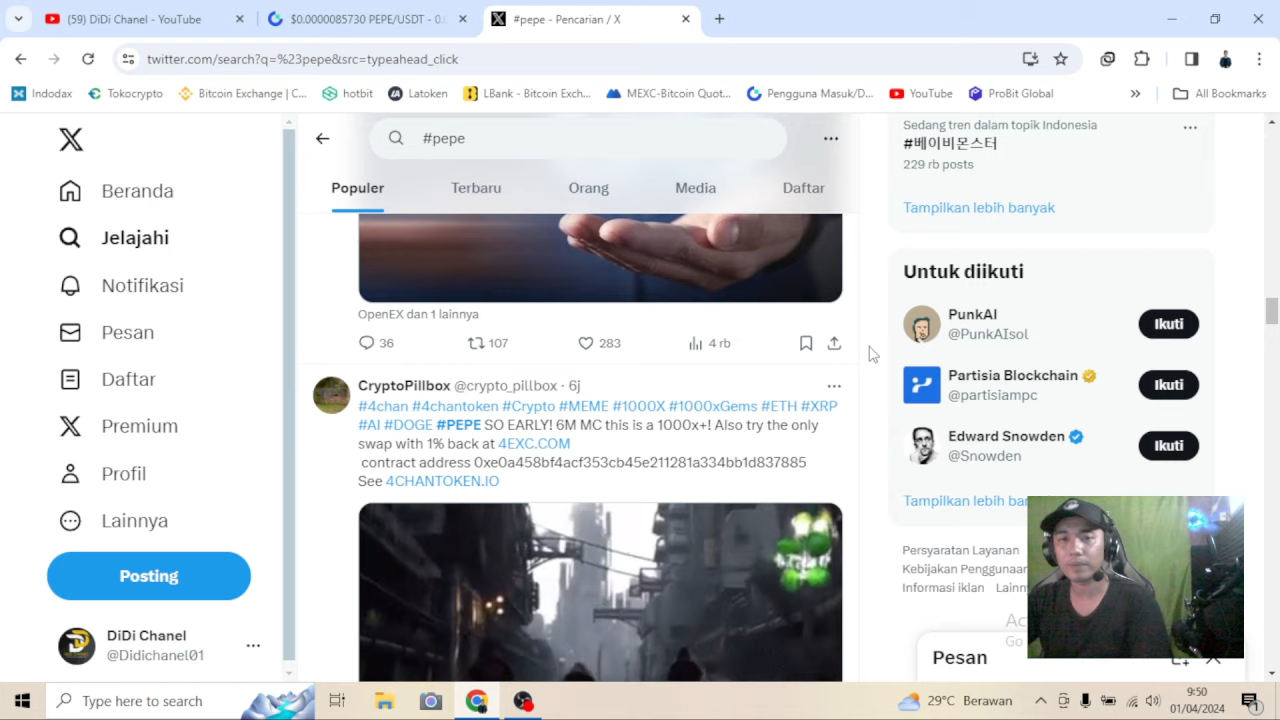 (59) DiDi Chanel - YouTube
$0.0000085730 PEPE/USDT - 0.
#pepe - Pencarian / X
twitter.com/search?q=%23pepe&src=typeahead_click
Indodax
Tokocrypto
Bitcoin Exchange | C...
hotbit
Latoken
LBank - Bitcoin Exch...
MEXC-Bitcoin Quot...
Pengguna Masuk/D...
YouTube
ProBit Global
All Bookmarks
Beranda
Jelajahi
Notifikasi
Pesan
Daftar
Premium
Profil
Lainnya
Posting
DiDi Chanel
@Didichanel01
#pepe
Populer
Terbaru
Orang
Media
Daftar
OpenEX dan 1 lainnya
36
107
283
4 rb
CryptoPillbox @crypto_pillbox · 6j
#4chan #4chantoken #Crypto #MEME #1000X #1000xGems #ETH #XRP
#AI #DOGE #PEPE SO EARLY! 6M MC this is a 1000x+! Also try the only
swap with 1% back at 4EXC.COM
contract address 0xe0a458bf4acf353cb45e211281a334bb1d837885
See 4CHANTOKEN.IO
Sedang tren dalam topik Indonesia
#베이비몬스터
229 rb posts
Tampilkan lebih banyak
Untuk diikuti
PunkAI
@PunkAIsol
Ikuti
Partisia Blockchain
@partisiampc
Ikuti
Edward Snowden
@Snowden
Ikuti
Tampilkan lebih
Persyaratan Layanan
Kebijakan Penggunaan
Informasi iklan
Go
Pesan
Type here to search
29°C Berawan
9:50
01/04/2024
1